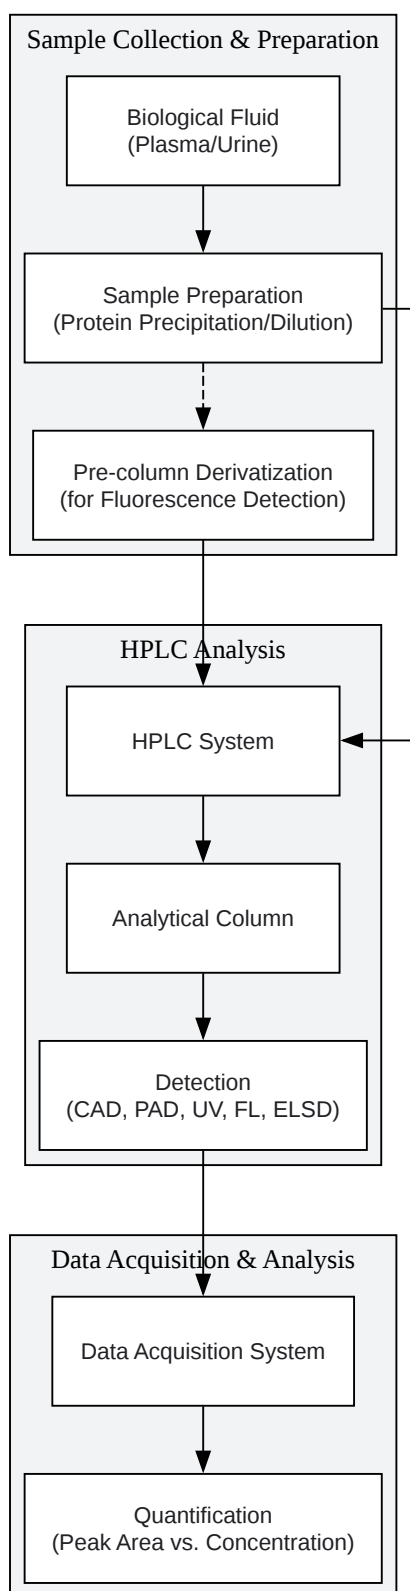 Sample Collection & Preparation
Biological Fluid
(Plasma/Urine)
Sample Preparation
(Protein Precipitation/Dilution)
Pre-column Derivatization
(for Fluorescence Detection)
HPLC Analysis
HPLC System
Analytical Column
Detection
(CAD, PAD, UV, FL, ELSD)
Data Acquisition & Analysis
Data Acquisition System
Quantification
(Peak Area vs. Concentration)